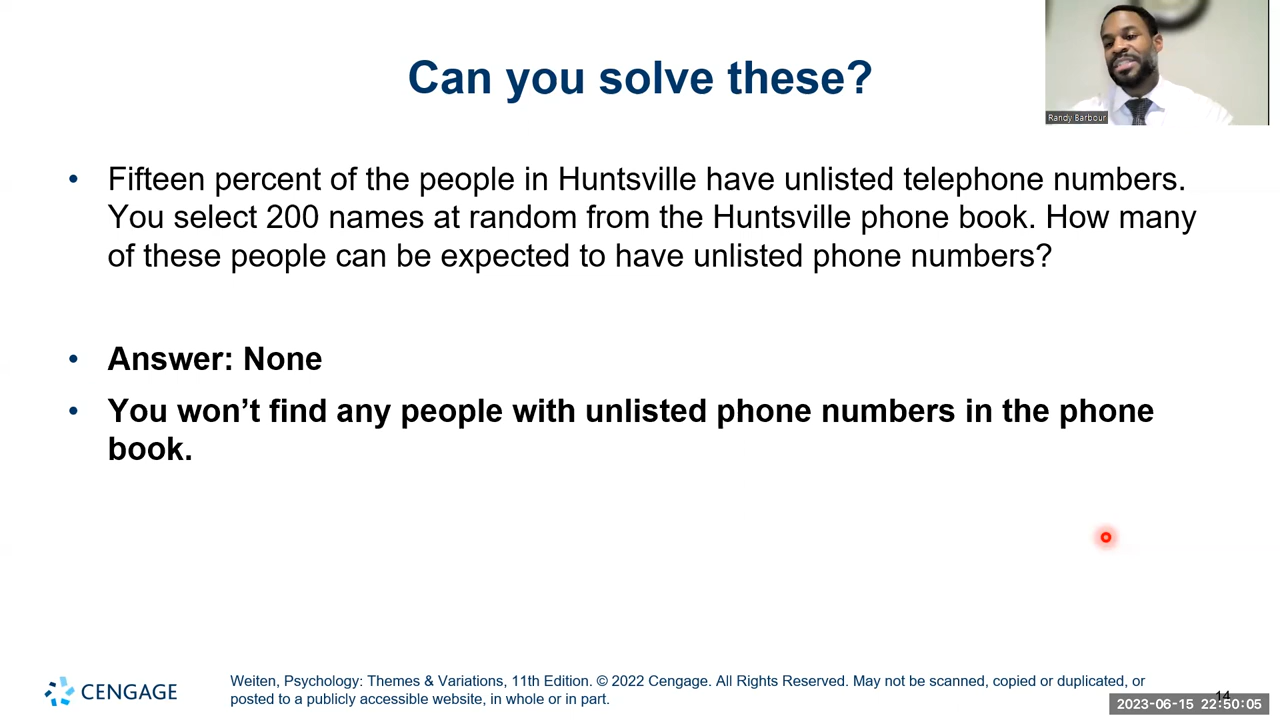 Can you solve these?
Randy Barbour
• Fifteen percent of the people in Huntsville have unlisted telephone numbers.
You select 200 names at random from the Huntsville phone book. How many
of these people can be expected to have unlisted phone numbers?
• Answer: None
• You won’t find any people with unlisted phone numbers in the phone
book.
CENGAGE
Weiten, Psychology: Themes & Variations, 11th Edition. © 2022 Cengage. All Rights Reserved. May not be scanned, copied or duplicated, or
posted to a publicly accessible website, in whole or in part.
14
2023-06-15 22:50:05